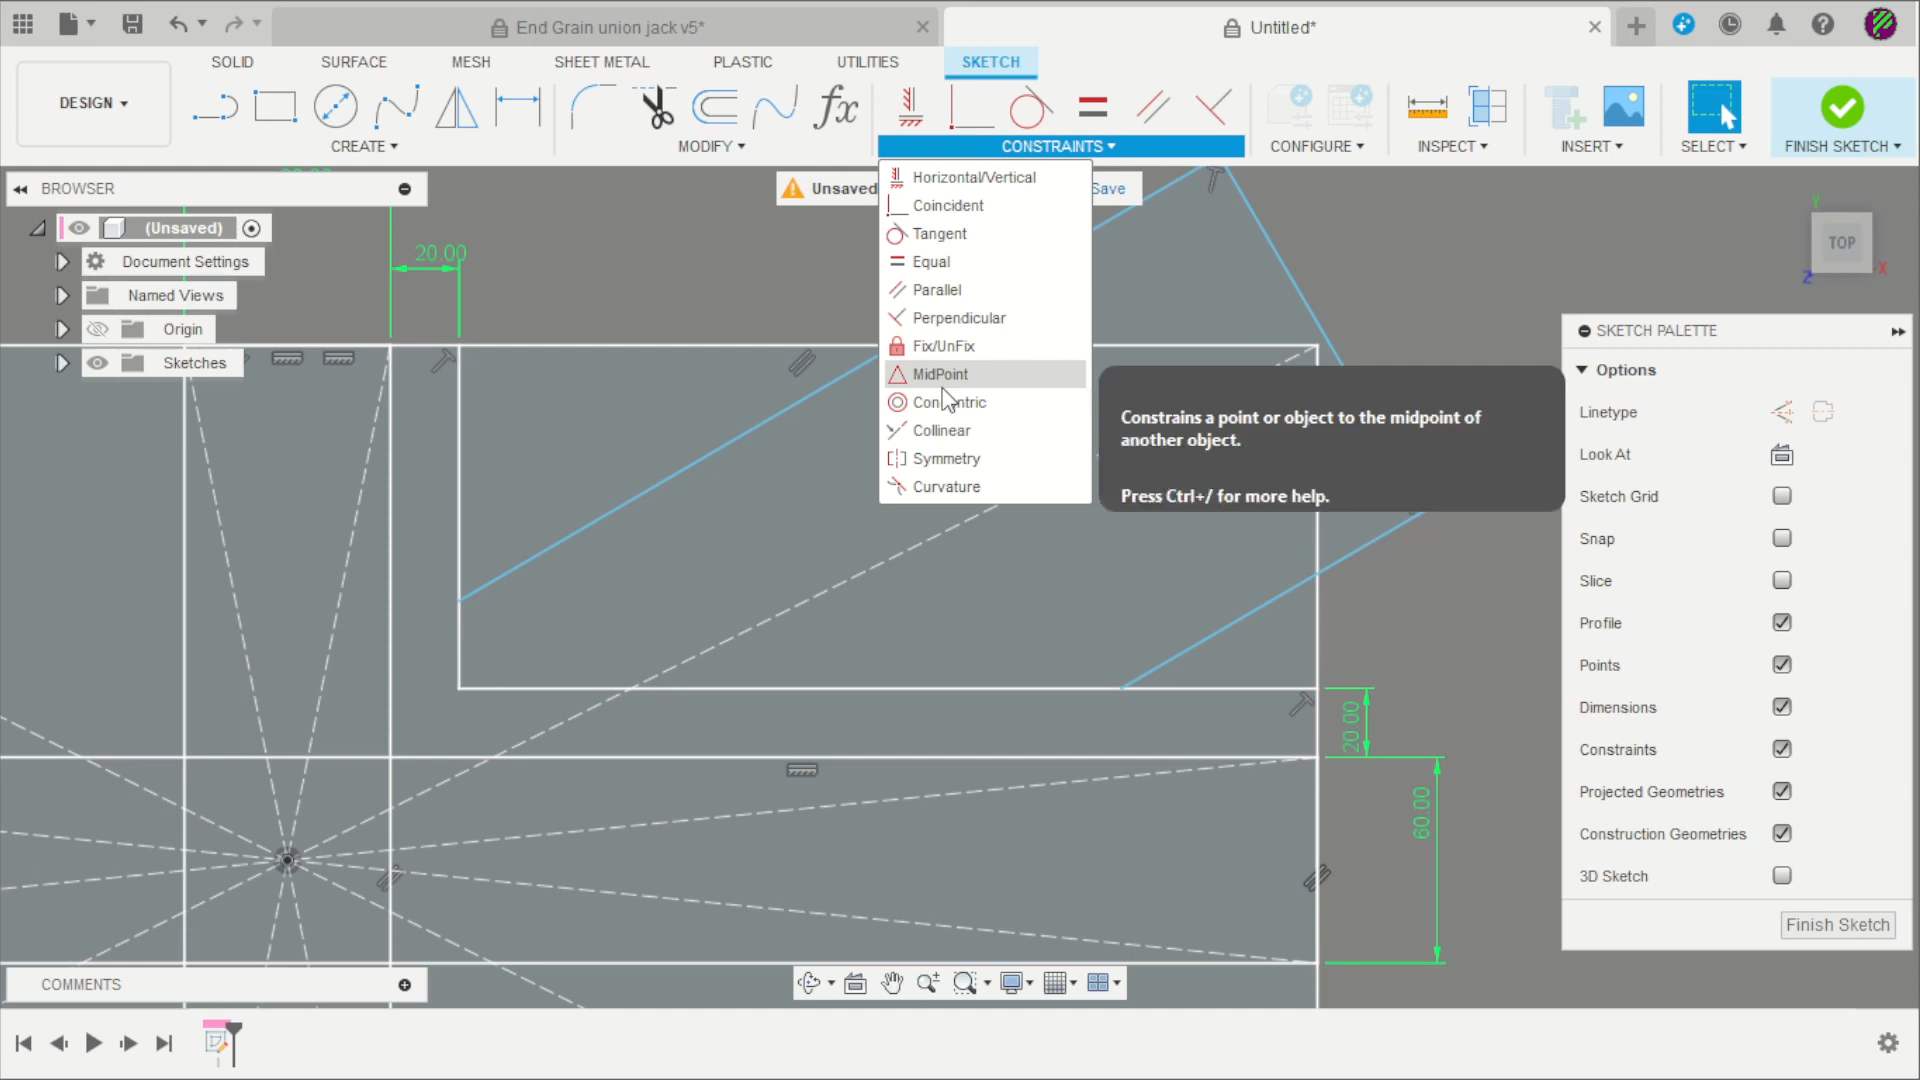 End Grain union jack v5*
Untitled*
SOLID
SURFACE
MESH
SHEET METAL
PLASTIC
UTILITIES
SKETCH
DESIGN
CREATE
MODIFY
CONSTRAINTS
CONFIGURE
INSPECT
INSERT
SELECT
FINISH SKETCH
fx
BROWSER
Unsaved
Save
(Unsaved)
Document Settings
Named Views
Origin
Sketches
Horizontal/Vertical
Coincident
Tangent
Equal
Parallel
Perpendicular
Fix/UnFix
MidPoint
Concentric
Collinear
Symmetry
Curvature
Constrains a point or object to the midpoint of
another object.
Press Ctrl+/ for more help.
Y
TOP
X
Z
20.00
20.00
60.00
SKETCH PALETTE
Options
Linetype
Look At
Sketch Grid
Snap
Slice
Profile
Points
Dimensions
Constraints
Projected Geometries
Construction Geometries
3D Sketch
Finish Sketch
COMMENTS